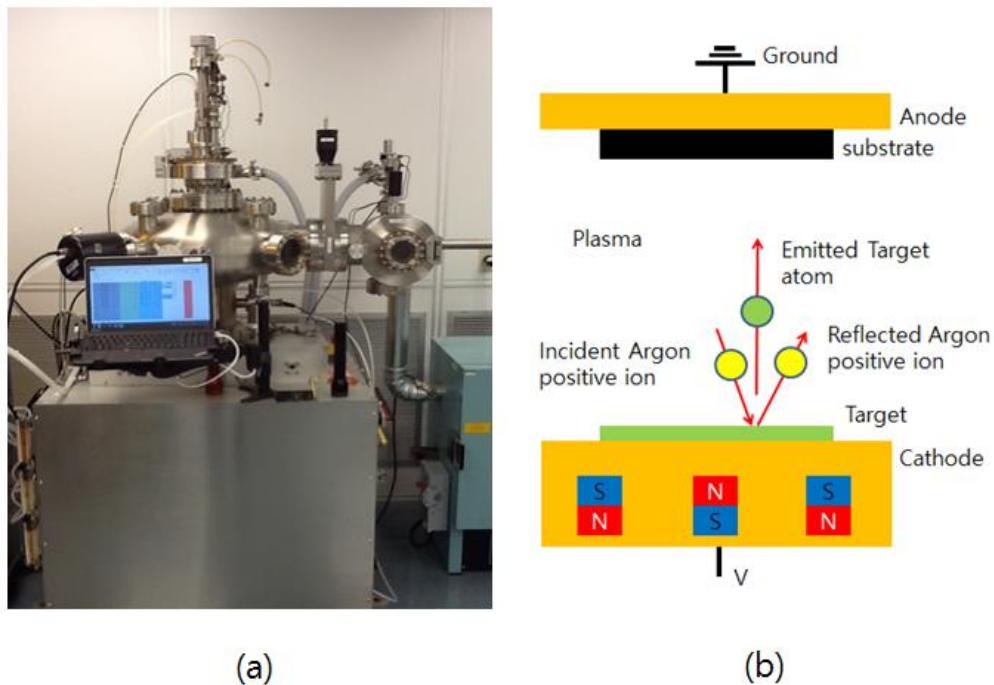 Ground
Anode
substrate
Plasma
Emitted Target
atom
Incident Argon
positive ion
Reflected Argon
positive ion
Target
Cathode
S
N
N
S
S
N
V
(a)
(b)